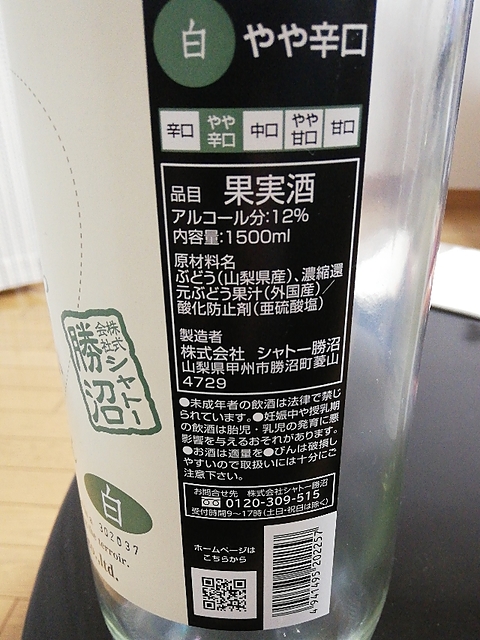 白 やや辛口
辛口 やや辛口 中口 やや甘口 甘口
品目 果実酒
アルコール分:12%
内容量:1500ml
原材料名
ぶどう(山梨県産)、濃縮還
元ぶどう果汁(外国産)/
酸化防止剤(亜硫酸塩)
製造者
株式会社 シャトー勝沼
山梨県甲州市勝沼町菱山
4729
●未成年者の飲酒は法律で禁じ
られています。●妊娠中や授乳期
の飲酒は胎児・乳児の発育に悪
影響を与えるおそれがあります。
●お酒は適量を●びんは破損し
やすいので取扱いには十分にご
注意下さい。
お問合せ先 株式会社シャトー勝沼
0120-309-515
受付時間9〜17時(土日・祝日は除く)
ホームページは
こちらから
4941495202257
株式会社
シャトー
勝沼
白
302037
terroir.
ltd.